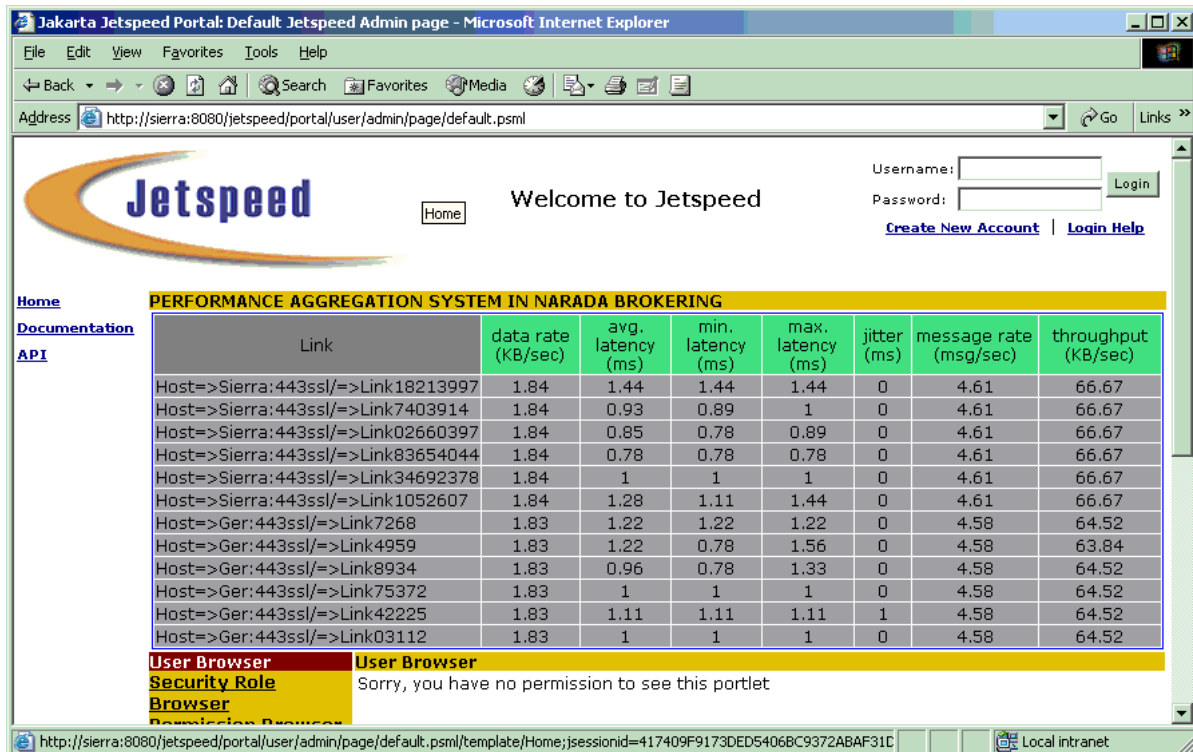 Jakarta Jetspeed Portal: Default Jetspeed Admin page - Microsoft Internet Explorer
File Edit View Favorites Tools Help
Back Search Favorites Media
Address http://sierra:8080/jetspeed/portal/user/admin/page/default.psml Go Links »
Jetspeed
Home
Welcome to Jetspeed
Username:
Password:
Login
Create New Account | Login Help
Home
Documentation
API
PERFORMANCE AGGREGATION SYSTEM IN NARADA BROKERING
Link data rate (KB/sec) avg. latency (ms) min. latency (ms) max. latency (ms) jitter (ms) message rate (msg/sec) throughput (KB/sec)
Host=>Sierra:443ssl/=>Link18213997 1.84 1.44 1.44 1.44 0 4.61 66.67
Host=>Sierra:443ssl/=>Link7403914 1.84 0.93 0.89 1 0 4.61 66.67
Host=>Sierra:443ssl/=>Link02660397 1.84 0.85 0.78 0.89 0 4.61 66.67
Host=>Sierra:443ssl/=>Link83654044 1.84 0.78 0.78 0.78 0 4.61 66.67
Host=>Sierra:443ssl/=>Link34692378 1.84 1 1 1 0 4.61 66.67
Host=>Sierra:443ssl/=>Link1052607 1.84 1.28 1.11 1.44 0 4.61 66.67
Host=>Ger:443ssl/=>Link7268 1.83 1.22 1.22 1.22 0 4.58 64.52
Host=>Ger:443ssl/=>Link4959 1.83 1.22 0.78 1.56 0 4.58 63.84
Host=>Ger:443ssl/=>Link8934 1.83 0.96 0.78 1.33 0 4.58 64.52
Host=>Ger:443ssl/=>Link75372 1.83 1 1 1 0 4.58 64.52
Host=>Ger:443ssl/=>Link42225 1.83 1.11 1.11 1.11 1 4.58 64.52
Host=>Ger:443ssl/=>Link03112 1.83 1 1 1 0 4.58 64.52
User Browser User Browser
Security Role Sorry, you have no permission to see this portlet
Browser
Permission Browser
http://sierra:8080/jetspeed/portal/user/admin/page/default.psml/template/Home;jsessionid=417409F9173DED5406BC9372ABAF31D Local intranet